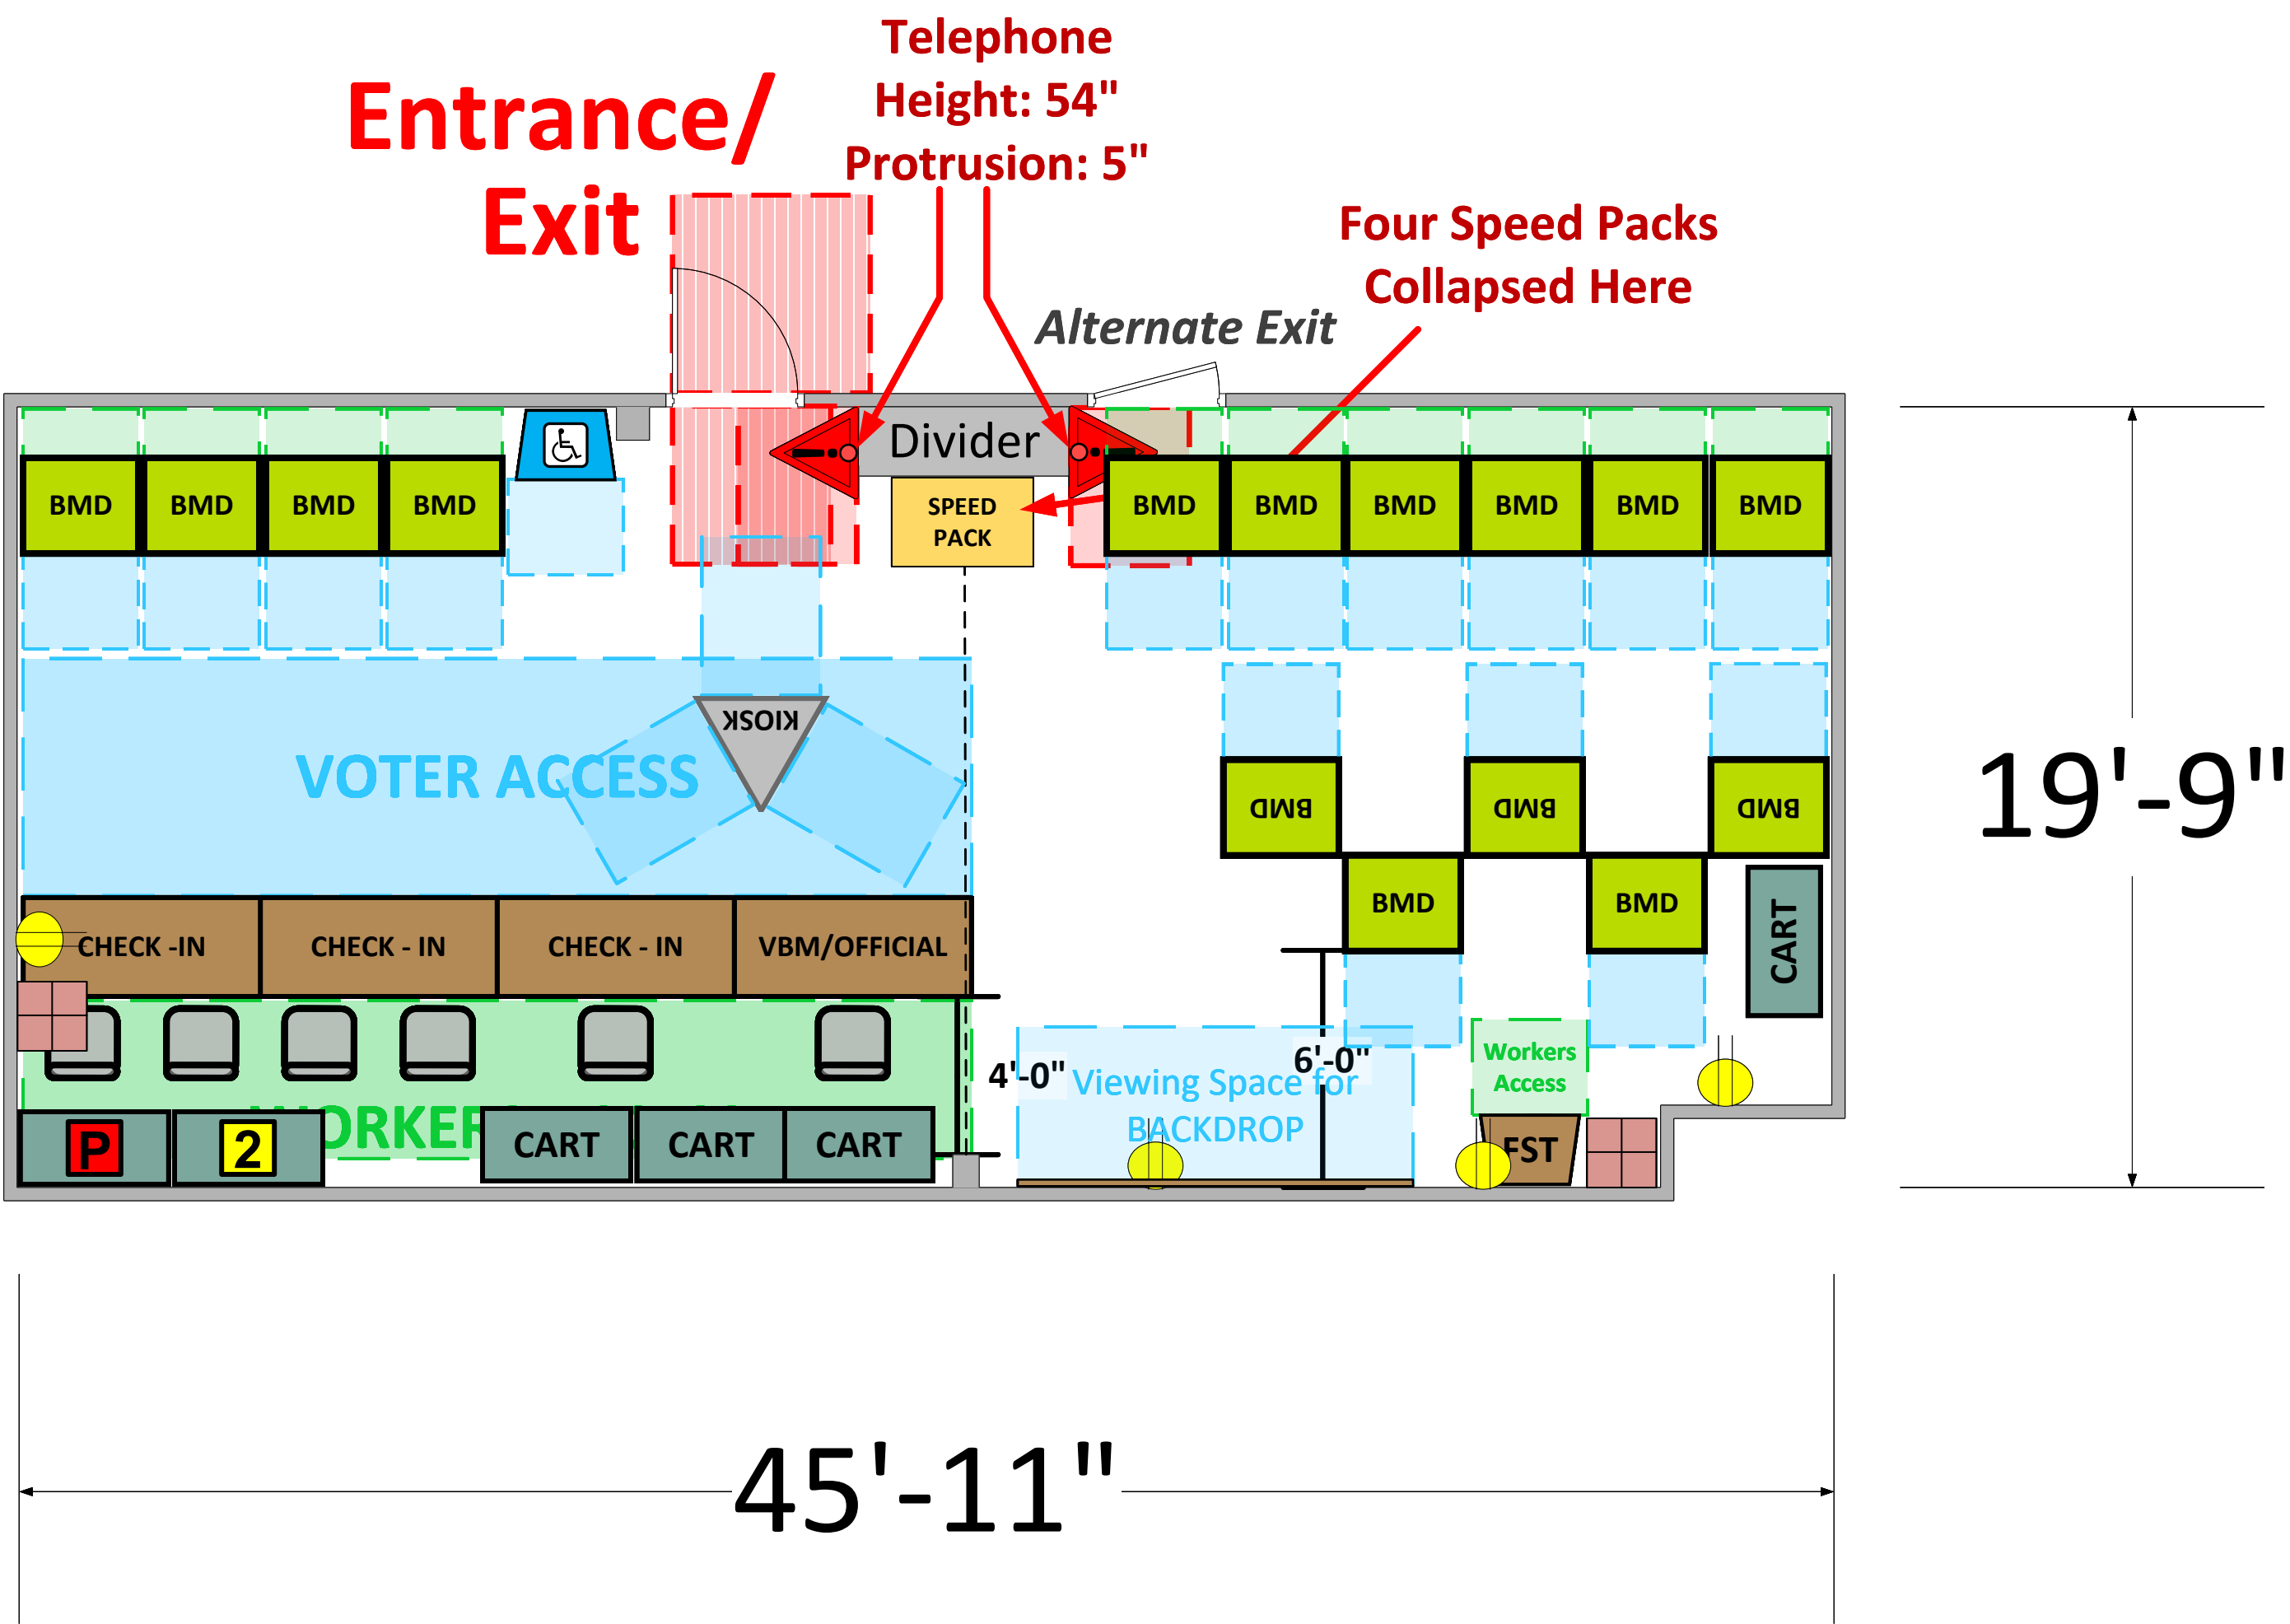 Telephone
Height: 54"
Protrusion: 5"
Entrance/
Exit
Four Speed Packs
Collapsed Here
Alternate Exit
Divider
SPEED
PACK
BMD
BMD
BMD
BMD
BMD
BMD
BMD
BMD
BMD
BMD
KIOSK
VOTER ACCESS
BMD
BMD
BMD
19'-9"
BMD
BMD
CART
CHECK -IN
CHECK - IN
CHECK - IN
VBM/OFFICIAL
4'-0"
6'-0"
Viewing Space for
BACKDROP
Workers
Access
P
2
CART
CART
CART
FST
45'-11"